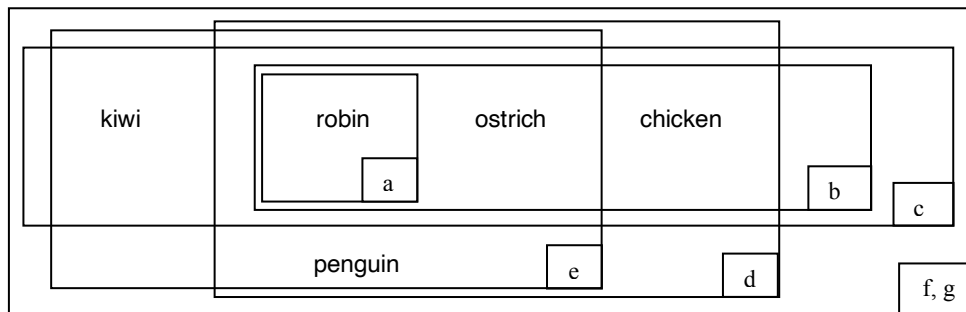 kiwi robin ostrich chicken
a b
c
penguin e d
f, g